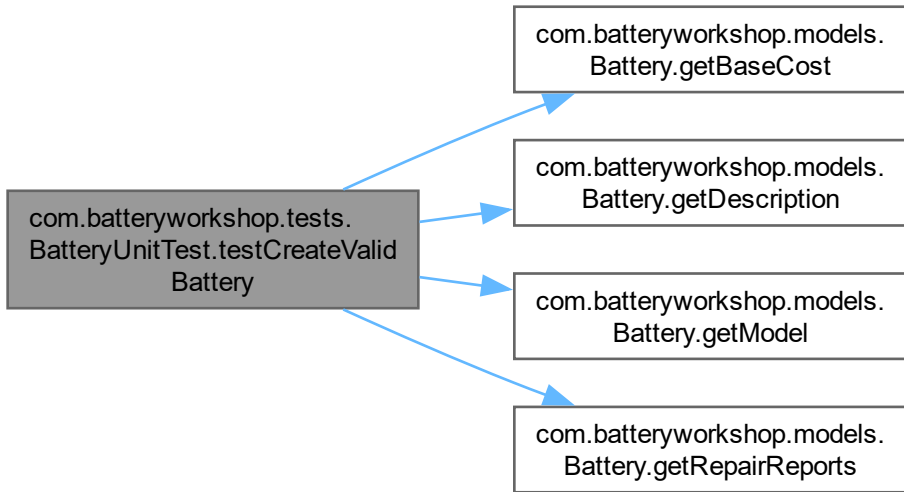 com.batteryworkshop.tests.
BatteryUnitTest.testCreateValid
Battery
com.batteryworkshop.models.
Battery.getBaseCost
com.batteryworkshop.models.
Battery.getDescription
com.batteryworkshop.models.
Battery.getModel
com.batteryworkshop.models.
Battery.getRepairReports